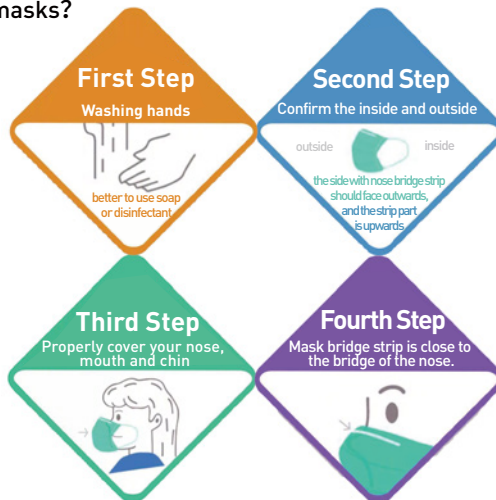 masks?
First Step
Washing hands
better to use soap
or disinfectant
Second Step
Confirm the inside and outside
outside
inside
the side with nose bridge strip
should face outwards,
and the strip part
is upwards
Third Step
Properly cover your nose,
mouth and chin
Fourth Step
Mask bridge strip is close to
the bridge of the nose.